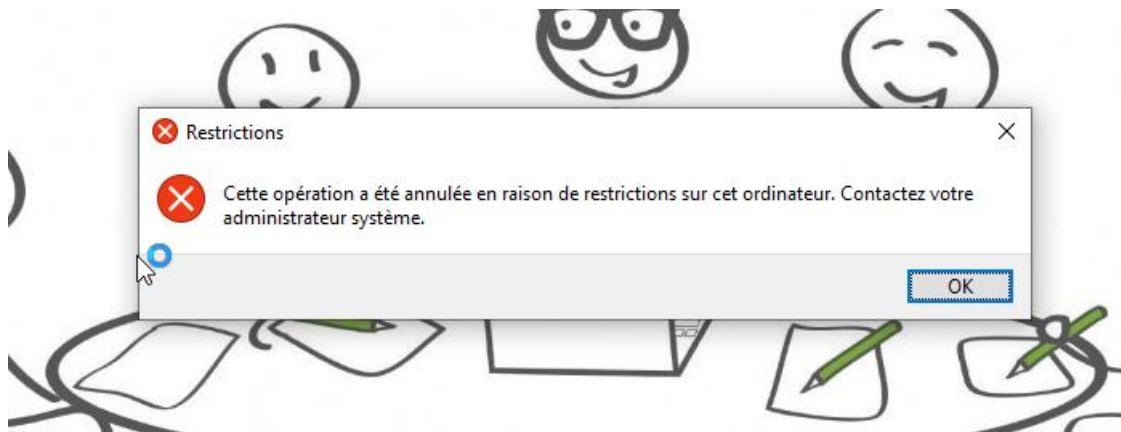 Restrictions
Cette opération a été annulée en raison de restrictions sur cet ordinateur. Contactez votre
administrateur système.
OK